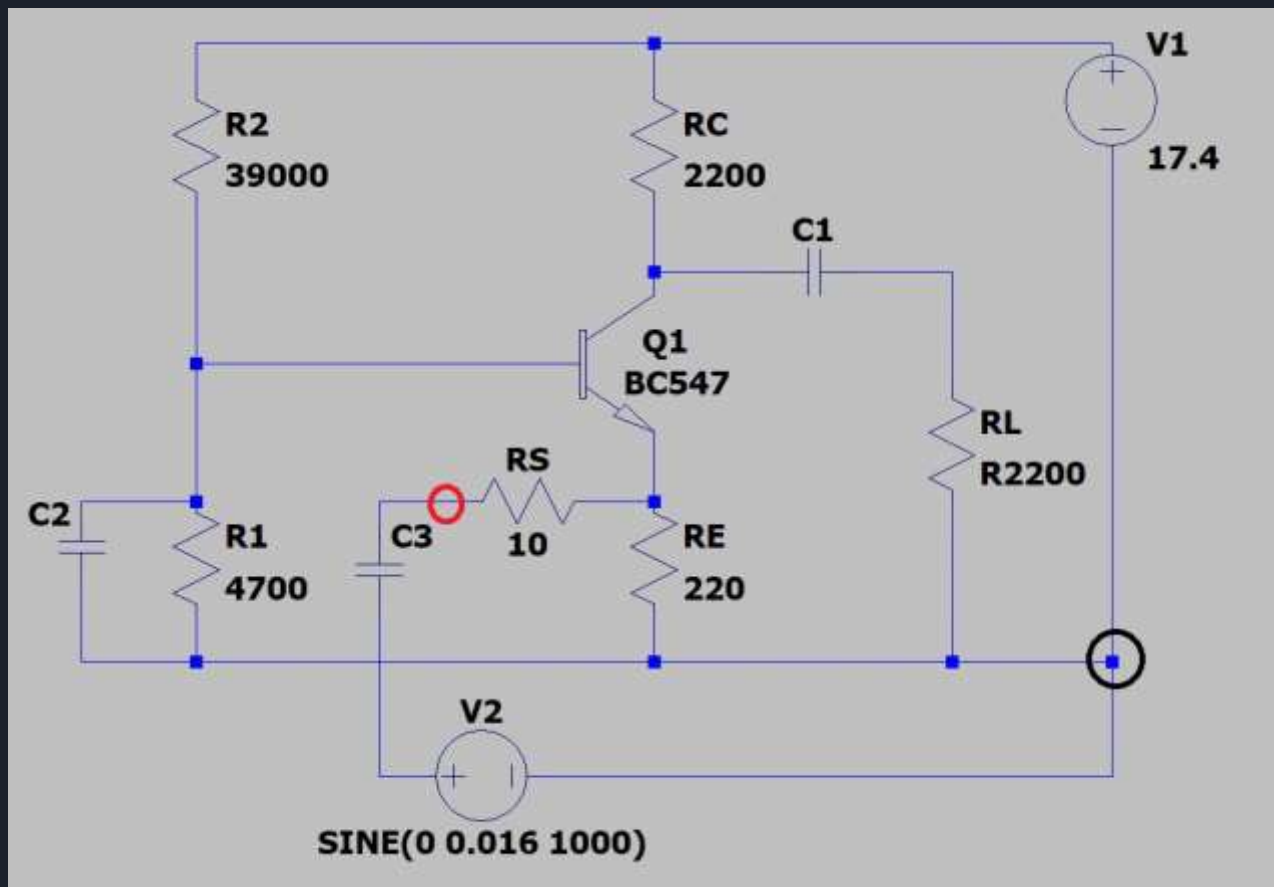 V1
R2
39000
RC
2200
17.4
C1
Q1
BC547
RL
R2200
RS
10
C2
R1
4700
C3
RE
220
V2
SINE(0 0.016 1000)